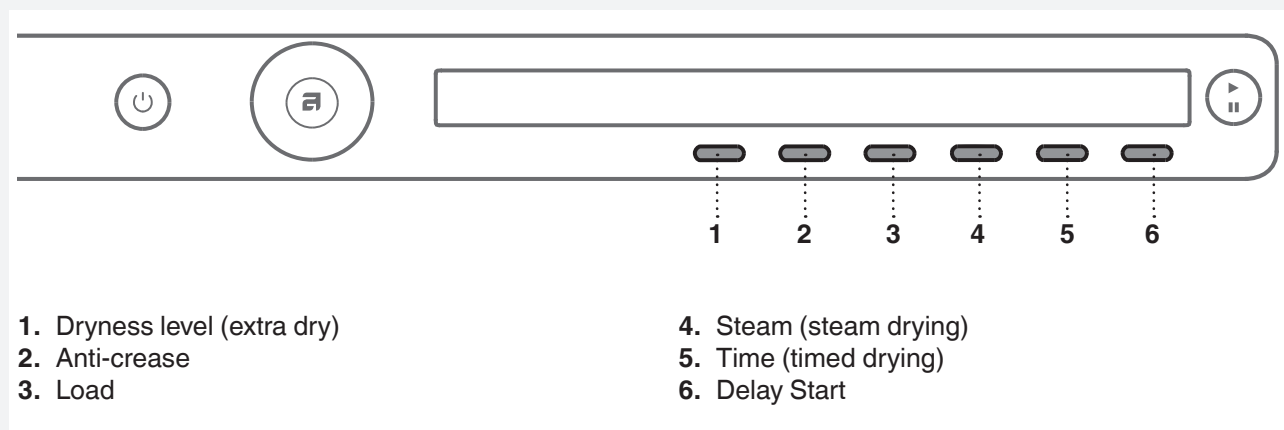 1 2 3 4 5 6
1. Dryness level (extra dry)
2. Anti-crease
3. Load
4. Steam (steam drying)
5. Time (timed drying)
6. Delay Start